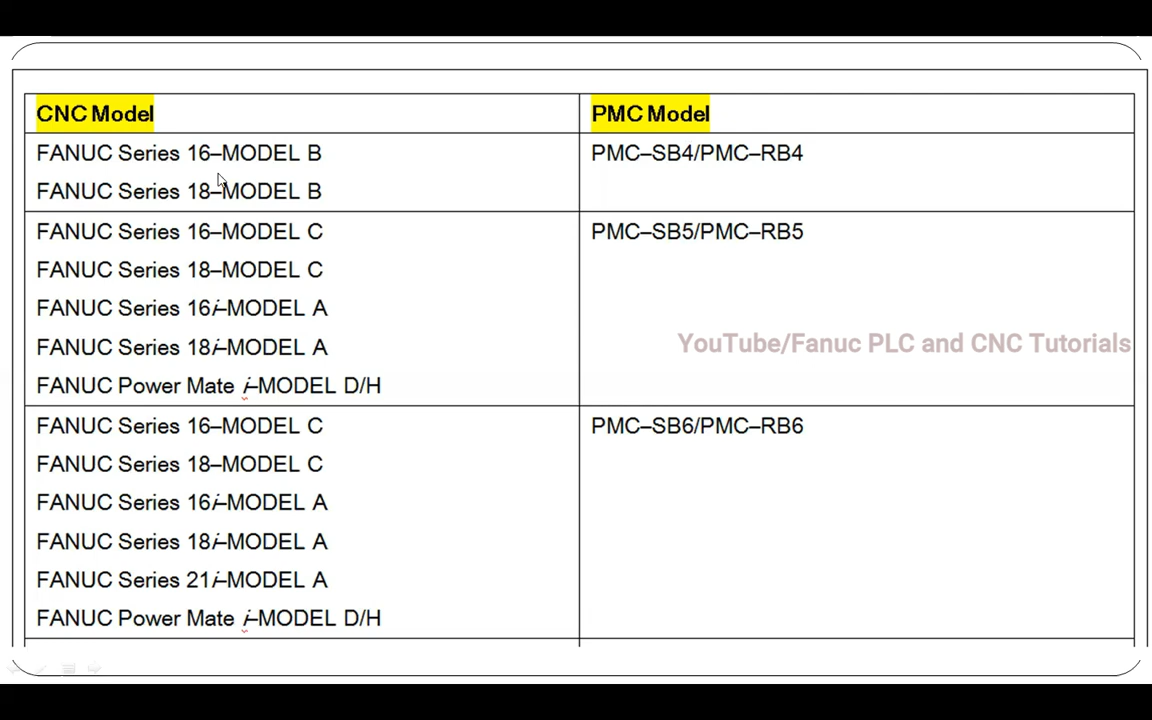 CNC Model PMC Model
FANUC Series 16–MODEL B PMC–SB4/PMC–RB4
FANUC Series 18–MODEL B
FANUC Series 16–MODEL C PMC–SB5/PMC–RB5
FANUC Series 18–MODEL C
FANUC Series 16i–MODEL A
FANUC Series 18i–MODEL A
YouTube/Fanuc PLC and CNC Tutorials
FANUC Power Mate i–MODEL D/H
FANUC Series 16–MODEL C PMC–SB6/PMC–RB6
FANUC Series 18–MODEL C
FANUC Series 16i–MODEL A
FANUC Series 18i–MODEL A
FANUC Series 21i–MODEL A
FANUC Power Mate i–MODEL D/H